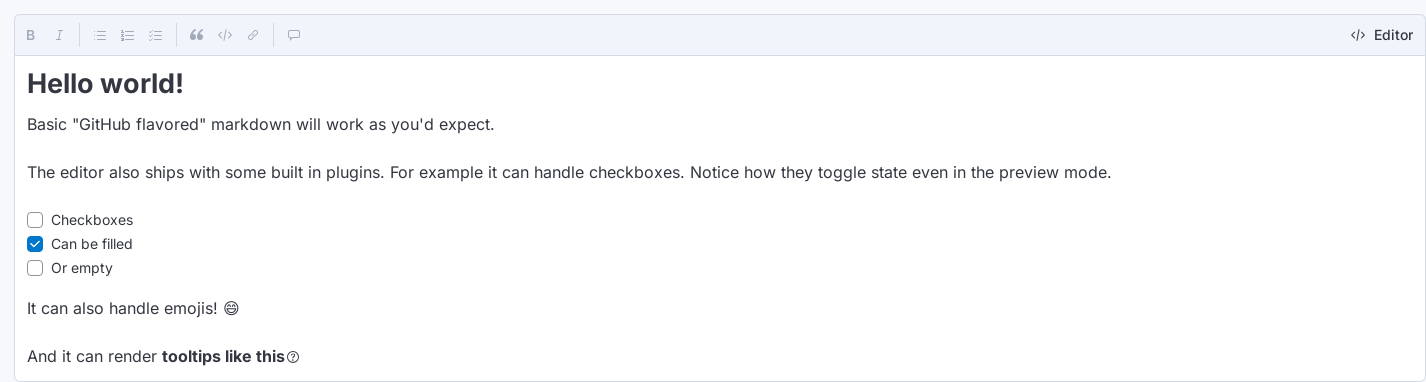 B I Editor
Hello world!
Basic "GitHub flavored" markdown will work as you'd expect.
The editor also ships with some built in plugins. For example it can handle checkboxes. Notice how they toggle state even in the preview mode.
Checkboxes
Can be filled
Or empty
It can also handle emojis! 😄
And it can render tooltips like this